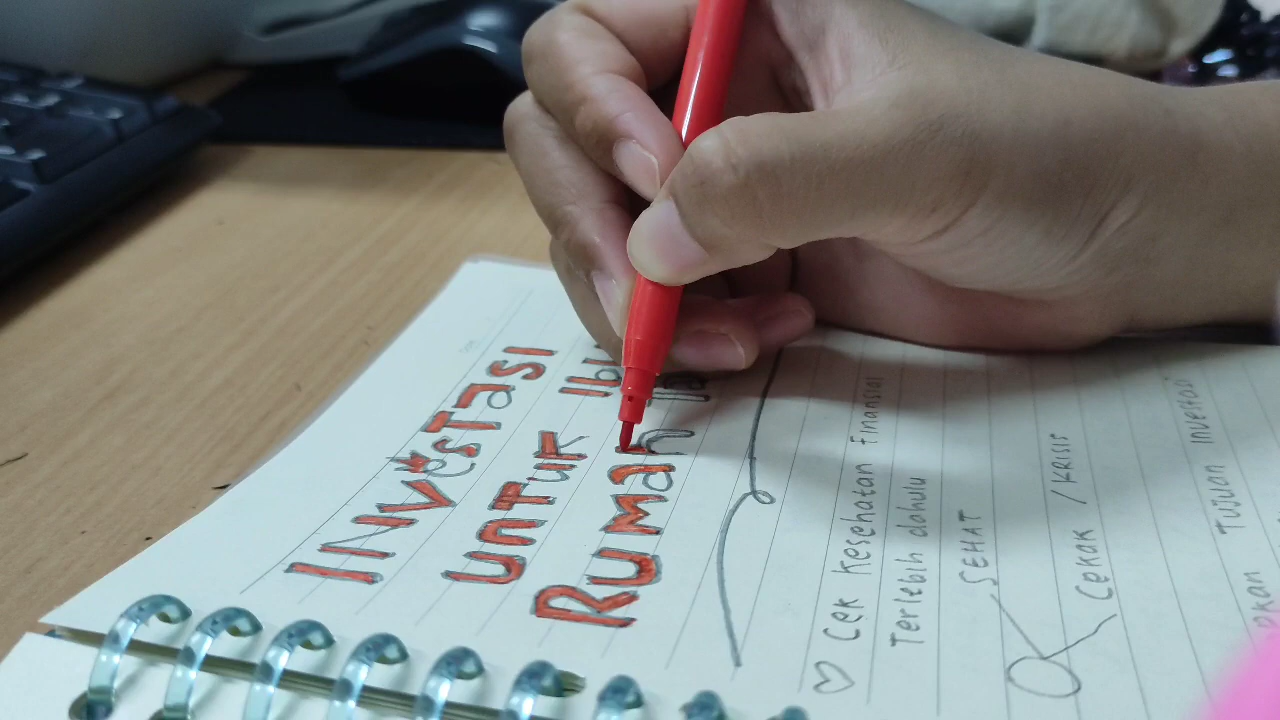 INVesTasi
unTuk Ibu
Rumah
Cek Kesehatan Finansial
Terlebih dahulu
SEHAT
CEKAK / KRISIS
Tujuan Investasi